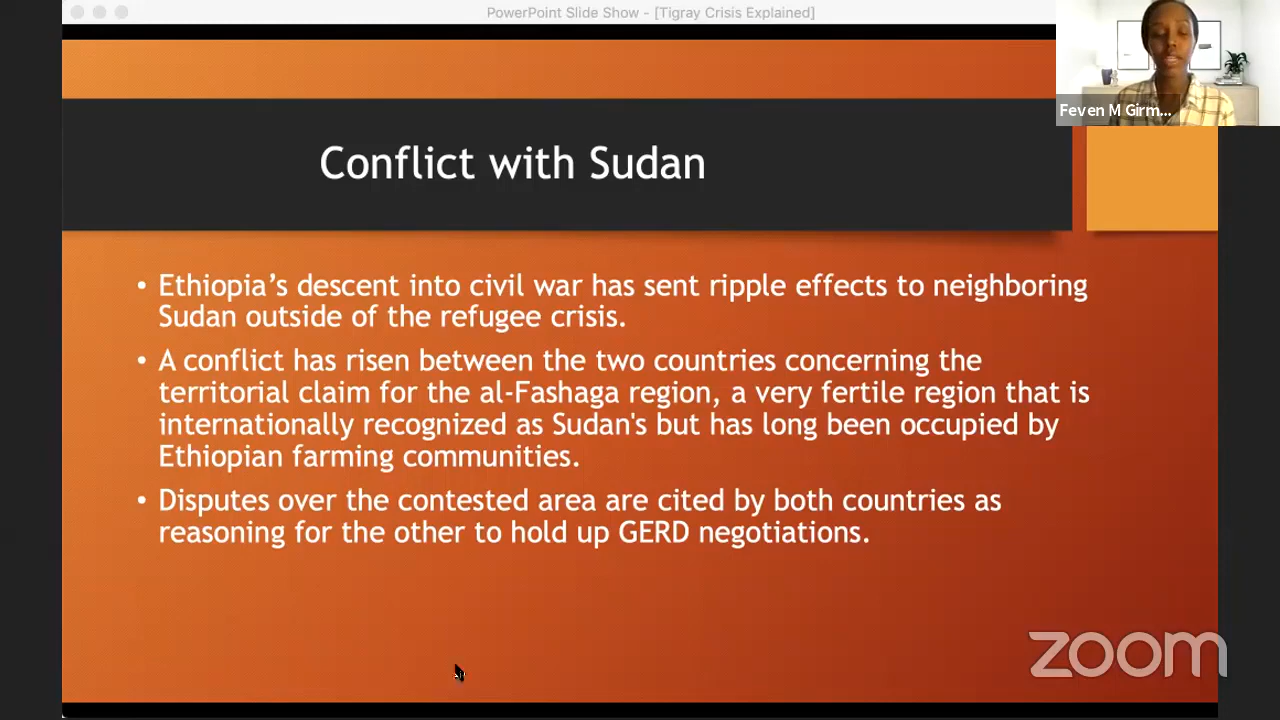 PowerPoint Slide Show - [Tigray Crisis Explained]
Feven M Girm...
Conflict with Sudan
• Ethiopia’s descent into civil war has sent ripple effects to neighboring
Sudan outside of the refugee crisis.
• A conflict has risen between the two countries concerning the
territorial claim for the al-Fashaga region, a very fertile region that is
internationally recognized as Sudan's but has long been occupied by
Ethiopian farming communities.
• Disputes over the contested area are cited by both countries as
reasoning for the other to hold up GERD negotiations.
zoom